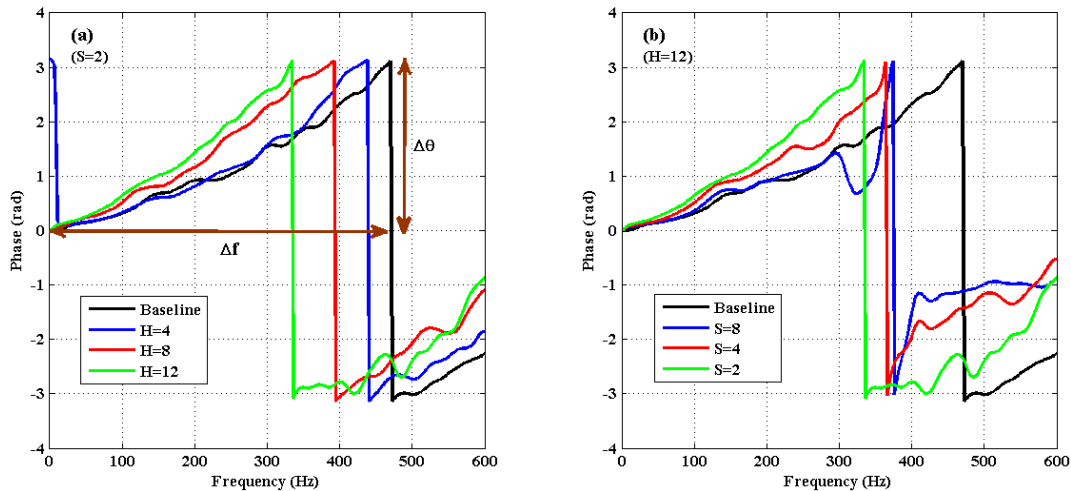 (a)
(S=2)
4
3
2
1
0
-1
-2
-3
-4
Phase (rad)
Δθ
Δf
Baseline
H=4
H=8
H=12
0 100 200 300 400 500 600
Frequency (Hz)
(b)
(H=12)
4
3
2
1
0
-1
-2
-3
-4
Phase (rad)
Baseline
S=8
S=4
S=2
0 100 200 300 400 500 600
Frequency (Hz)